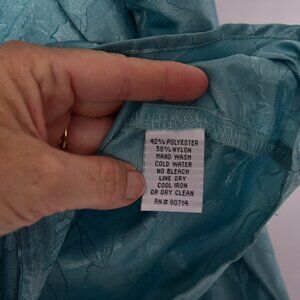 42% POLYESTER
58% NYLON
HAND WASH
COLD WATER
NO BLEACH
LINE DRY
COOL IRON
OR DRY CLEAN
RN# 90714